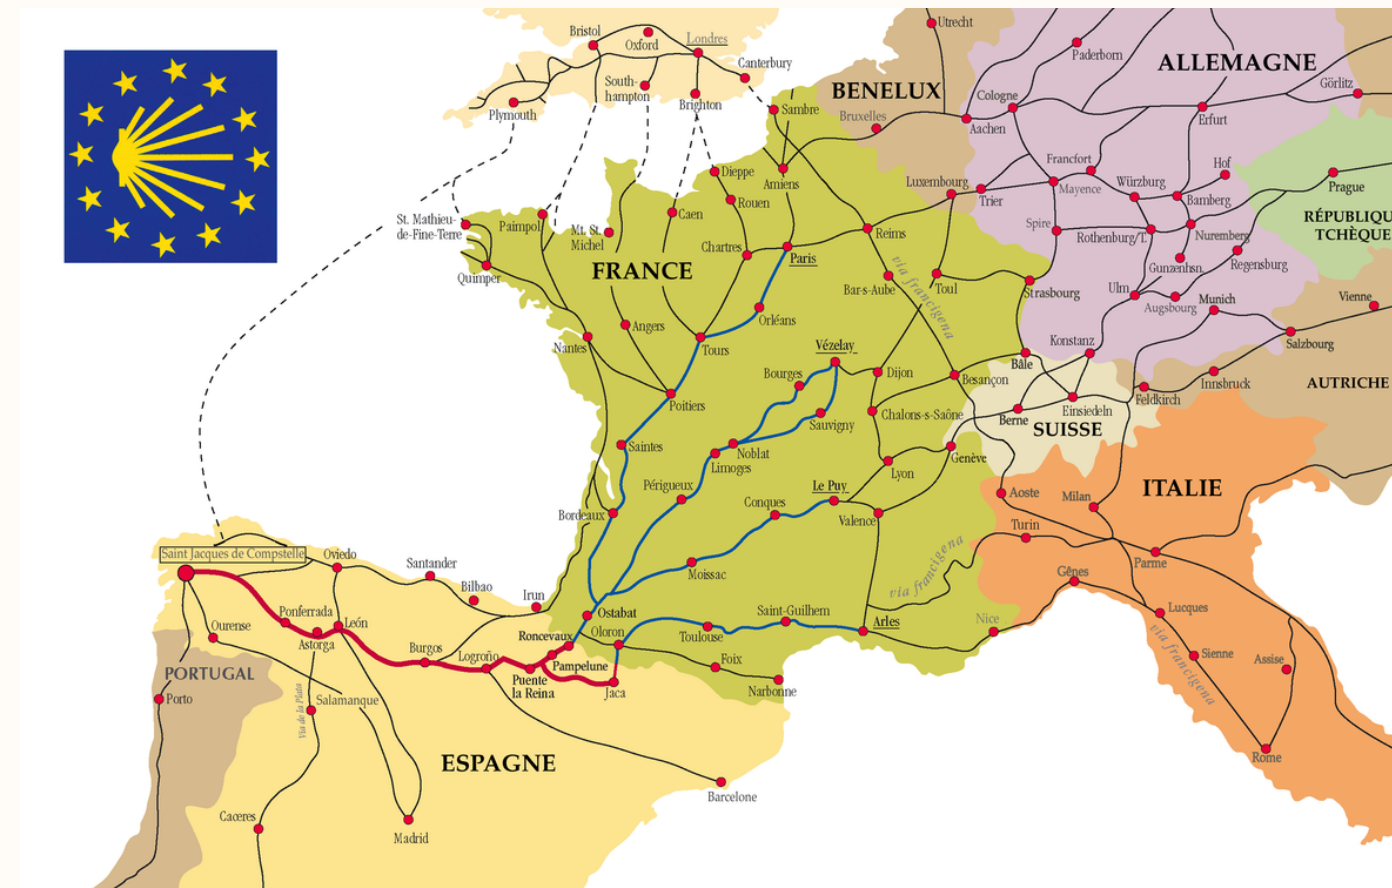 Utrecht
Bristol
Oxford
Londres
Paderborn
ALLEMAGNE
Canterbury
South-
hampton
BENELUX
Görlitz
Cologne
Plymouth
Brighton
Sambre
Bruxelles
Aachen
Erfurt
Francfort
Hof
Dieppe
Amiens
Luxembourg
Trier
Mayence
Würzburg
Prague
Rouen
Bamberg
St. Mathieu-
de-Fine-Terre
Paimpol
Mt. St.
Michel
Caen
Spire
RÉPUBLIQU
TCHÈQUE
Chartres
Reims
Rothenburg/T.
Nuremberg
Paris
FRANCE
Quimper
via francigena
Gunzenhsn.
Regensburg
Bar-s-Aube
Toul
Strasbourg
Ulm
Augsbourg
Munich
Vienne
Orléans
Angers
Nantes
Tours
Vézelay
Konstanz
Salzbourg
Bâle
Bourges
Dijon
Besançon
Innsbruck
AUTRICHE
Feldkirch
Poitiers
Sauvigny
Chalons-s-Saône
Berne
Einsiedeln
SUISSE
Saintes
Noblat
Limoges
Lyon
Genève
Périgueux
Le Puy
Aoste
Milan
ITALIE
Conques
Bordeaux
Valence
Turin
via francigena
Saint Jacques de Compstelle
Oviedo
Santander
Moissac
Parme
Bilbao
Irun
Gênes
Ponferrada
León
Ostabat
Saint-Guilhem
Lucques
Ourense
Astorga
Roncevaux
Oloron
Toulouse
Arles
Nice
via francigena
Burgos
Logroño
Pampelune
Foix
Sienne
Assise
PORTUGAL
Puente
la Reina
Jaca
Narbonne
Porto
Via de la Plata
Salamanque
ESPAGNE
Rome
Barcelone
Caceres
Madrid